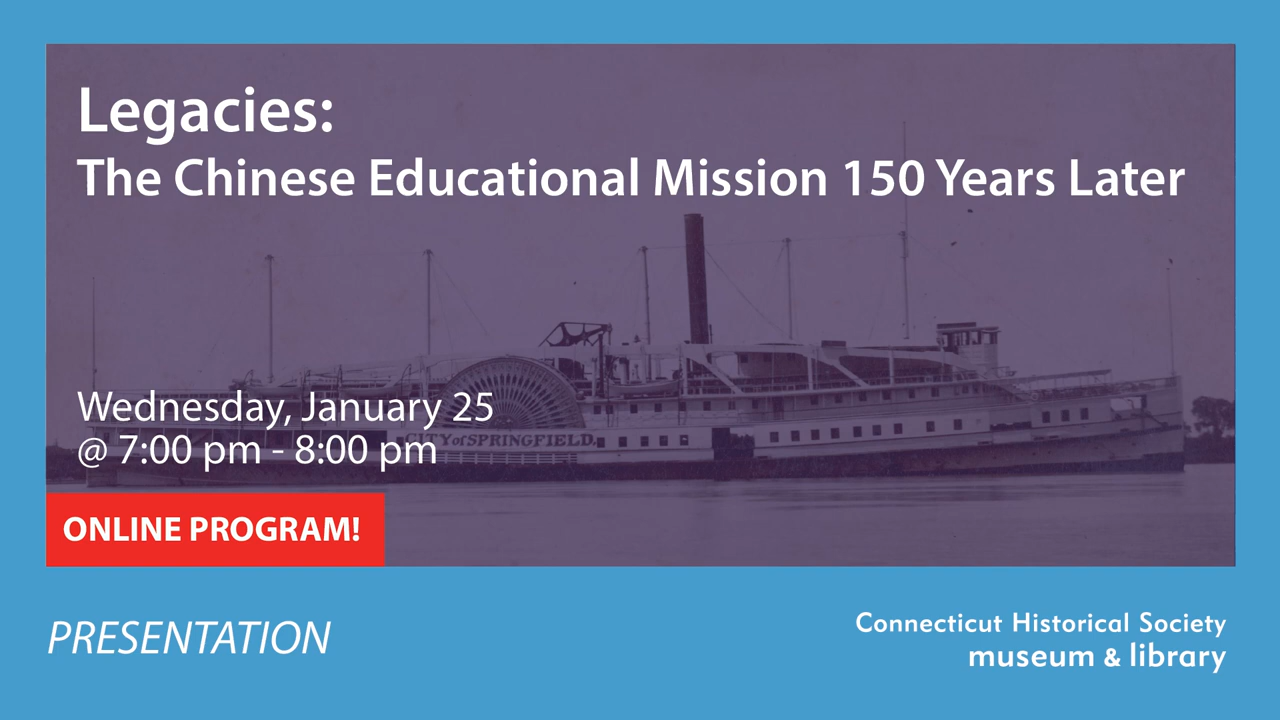 Legacies:
The Chinese Educational Mission 150 Years Later
Wednesday, January 25
@ 7:00 pm - 8:00 pm
CITY of SPRINGFIELD.
ONLINE PROGRAM!
PRESENTATION
Connecticut Historical Society
museum & library